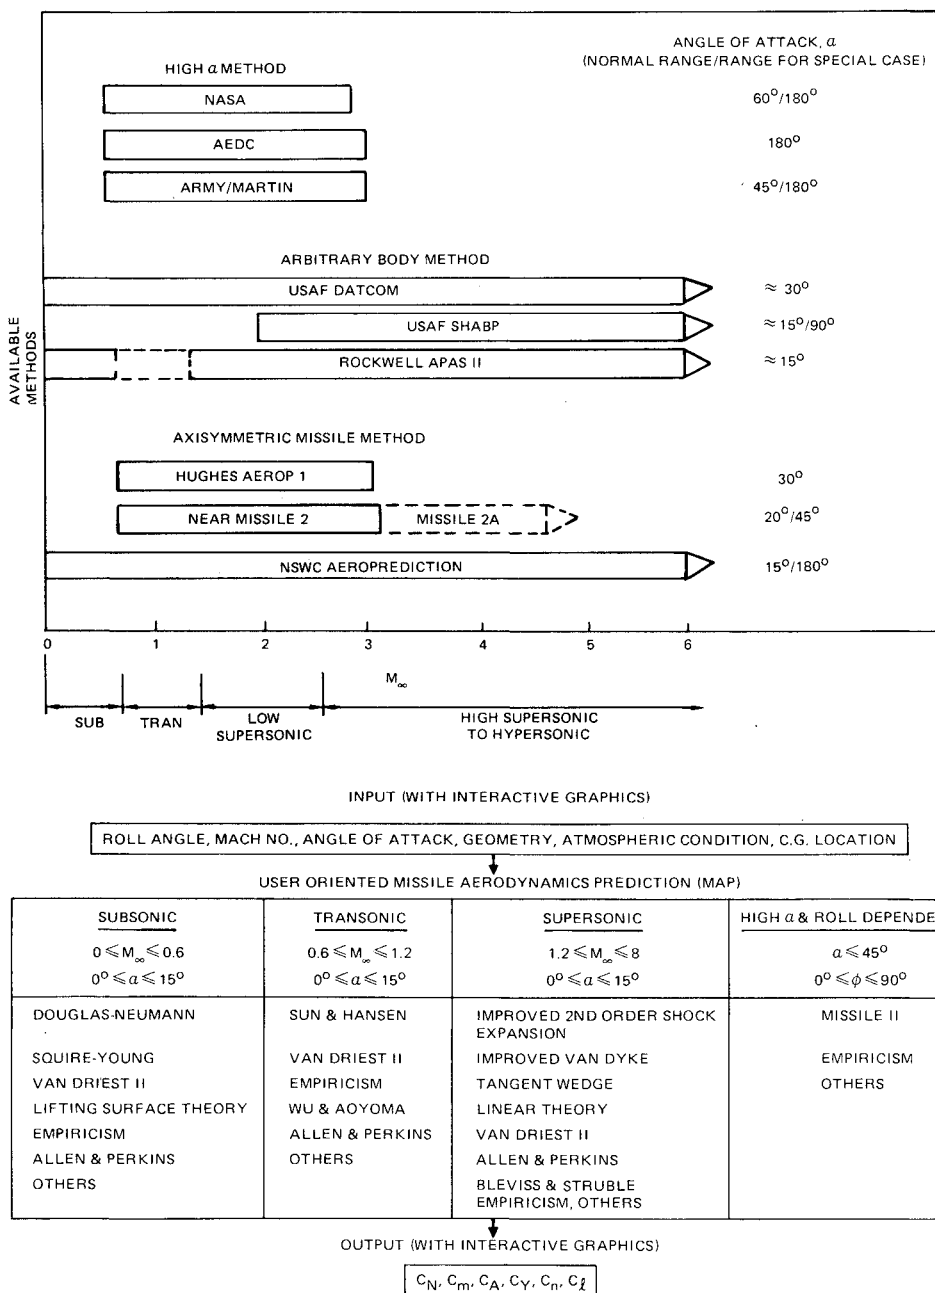 ANGLE OF ATTACK, α
(NORMAL RANGE/RANGE FOR SPECIAL CASE)
HIGH α METHOD
NASA 60°/180°
AEDC 180°
ARMY/MARTIN 45°/180°
ARBITRARY BODY METHOD
USAF DATCOM ≈ 30°
USAF SHABP ≈ 15°/90°
ROCKWELL APAS II ≈ 15°
AVAILABLE
METHODS
AXISYMMETRIC MISSILE METHOD
HUGHES AEROP 1 30°
NEAR MISSILE 2 MISSILE 2A 20°/45°
NSWC AEROPREDICTION 15°/180°
0 1 2 3 4 5 6
M∞
SUB TRAN LOW SUPERSONIC HIGH SUPERSONIC TO HYPERSONIC
INPUT (WITH INTERACTIVE GRAPHICS)
ROLL ANGLE, MACH NO., ANGLE OF ATTACK, GEOMETRY, ATMOSPHERIC CONDITION, C.G. LOCATION
USER ORIENTED MISSILE AERODYNAMICS PREDICTION (MAP)
SUBSONIC
0 ≤ M∞ ≤ 0.6
0° ≤ α ≤ 15°
DOUGLAS-NEUMANN
SQUIRE-YOUNG
VAN DRIEST II
LIFTING SURFACE THEORY
EMPIRICISM
ALLEN & PERKINS
OTHERS
TRANSONIC
0.6 ≤ M∞ ≤ 1.2
0° ≤ α ≤ 15°
SUN & HANSEN
VAN DRIEST II
EMPIRICISM
WU & AOYOMA
ALLEN & PERKINS
OTHERS
SUPERSONIC
1.2 ≤ M∞ ≤ 8
0° ≤ α ≤ 15°
IMPROVED 2ND ORDER SHOCK
EXPANSION
IMPROVED VAN DYKE
TANGENT WEDGE
LINEAR THEORY
VAN DRIEST II
ALLEN & PERKINS
BLEVISS & STRUBLE
EMPIRICISM, OTHERS
HIGH α & ROLL DEPENDE
α ≤ 45°
0° ≤ ϕ ≤ 90°
MISSILE II
EMPIRICISM
OTHERS
OUTPUT (WITH INTERACTIVE GRAPHICS)
C_N, C_m, C_A, C_Y, C_n, C_ℓ